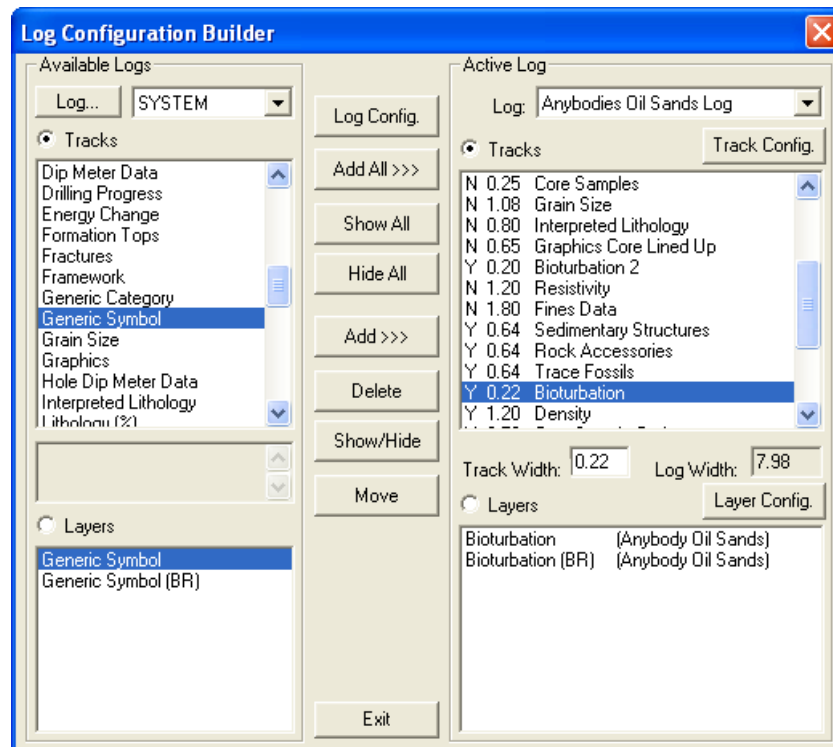 Log Configuration Builder
Available Logs
Log...
SYSTEM
Tracks
Dip Meter Data
Drilling Progress
Energy Change
Formation Tops
Fractures
Framework
Generic Category
Generic Symbol
Grain Size
Graphics
Hole Dip Meter Data
Interpreted Lithology
Lithology (%)
Layers
Generic Symbol
Generic Symbol (BR)
Log Config.
Add All >>>
Show All
Hide All
Add >>>
Delete
Show/Hide
Move
Exit
Active Log
Log: Anybodies Oil Sands Log
Tracks
Track Config.
N 0.25 Core Samples
N 1.08 Grain Size
N 0.80 Interpreted Lithology
N 0.65 Graphics Core Lined Up
Y 0.20 Bioturbation 2
N 1.20 Resistivity
N 1.80 Fines Data
Y 0.64 Sedimentary Structures
Y 0.64 Rock Accessories
Y 0.64 Trace Fossils
Y 0.22 Bioturbation
Y 1.20 Density
Track Width: 0.22 Log Width: 7.98
Layers
Layer Config.
Bioturbation (Anybody Oil Sands)
Bioturbation (BR) (Anybody Oil Sands)